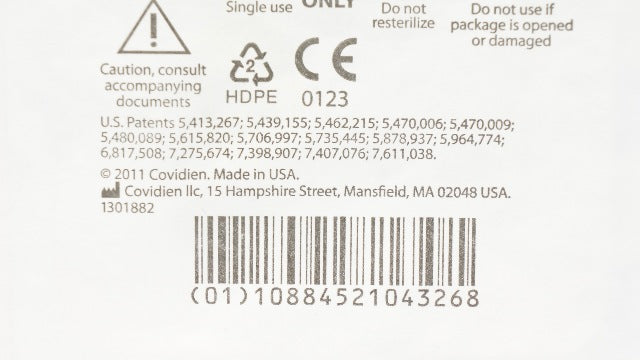 Single use
ONLY
Do not
resterilize
Do not use if
package is opened
or damaged
Caution, consult
accompanying
documents
2
HDPE
CE
0123
U.S. Patents 5,413,267; 5,439,155; 5,462,215; 5,470,006; 5,470,009;
5,480,089; 5,615,820; 5,706,997; 5,735,445; 5,878,937; 5,964,774;
6,817,508; 7,275,674; 7,398,907; 7,407,076; 7,611,038.
© 2011 Covidien. Made in USA.
Covidien llc, 15 Hampshire Street, Mansfield, MA 02048 USA.
1301882
(01)10884521043268